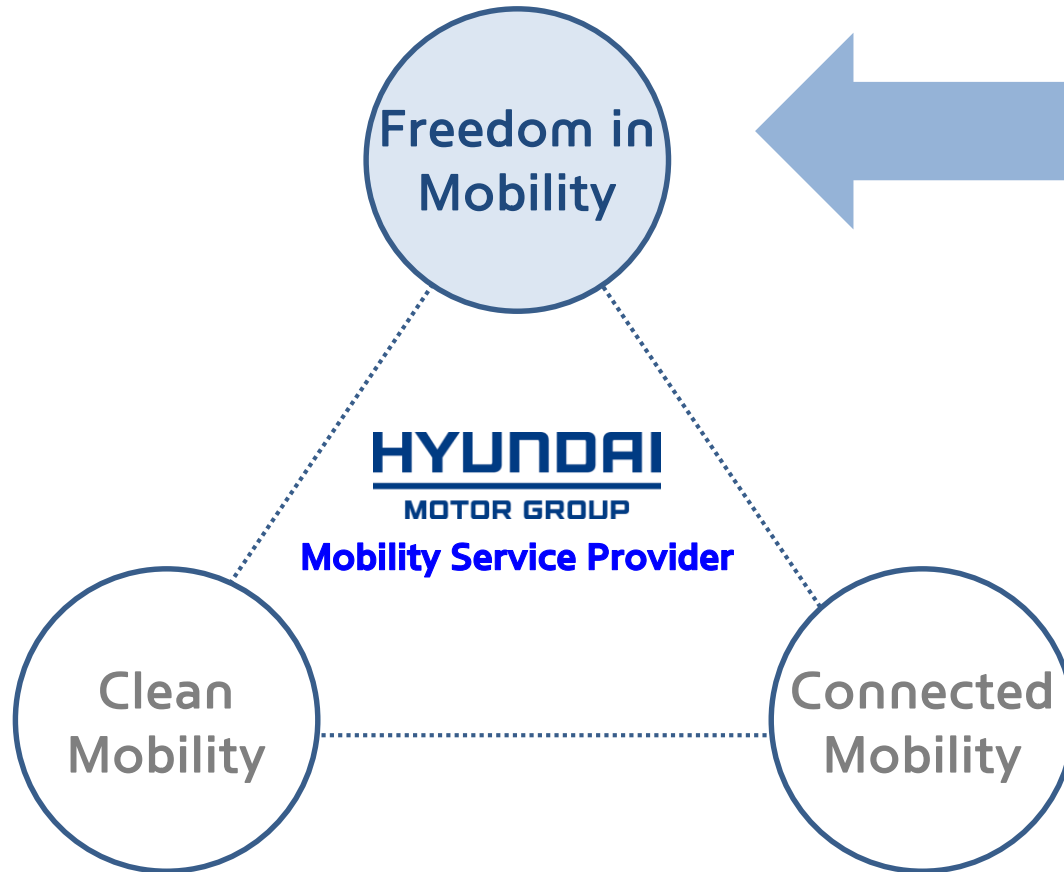 Freedom in
Mobility
HYUNDAI
MOTOR GROUP
Mobility Service Provider
Clean
Mobility
Connected
Mobility